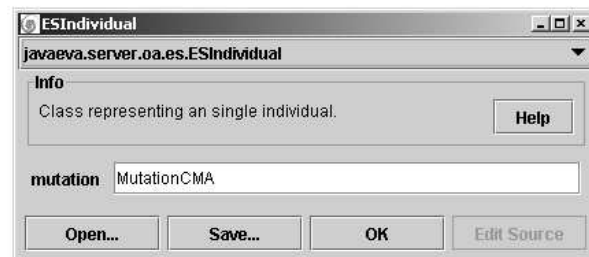 ESIndividual
javaeva.server.oa.es.ESIndividual
Info
Class representing an single individual.
Help
mutation MutationCMA
Open... Save... OK Edit Source